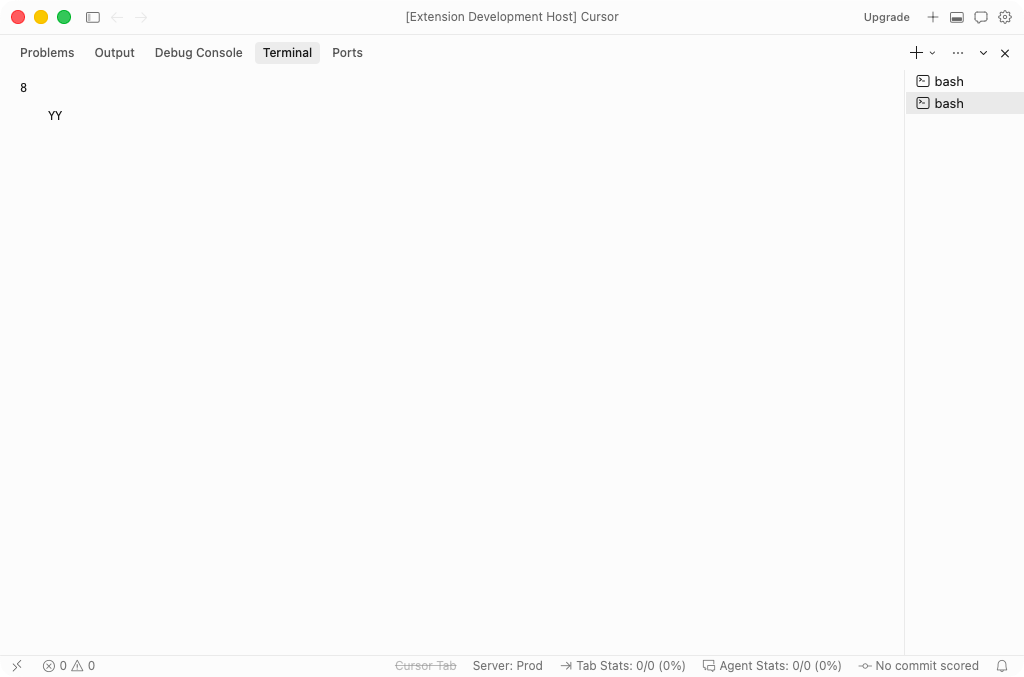 [Extension Development Host] Cursor
Upgrade
Problems Output Debug Console Terminal Ports
8
YY
bash
bash
0 0 Cursor Tab Server: Prod Tab Stats: 0/0 (0%) Agent Stats: 0/0 (0%) No commit scored